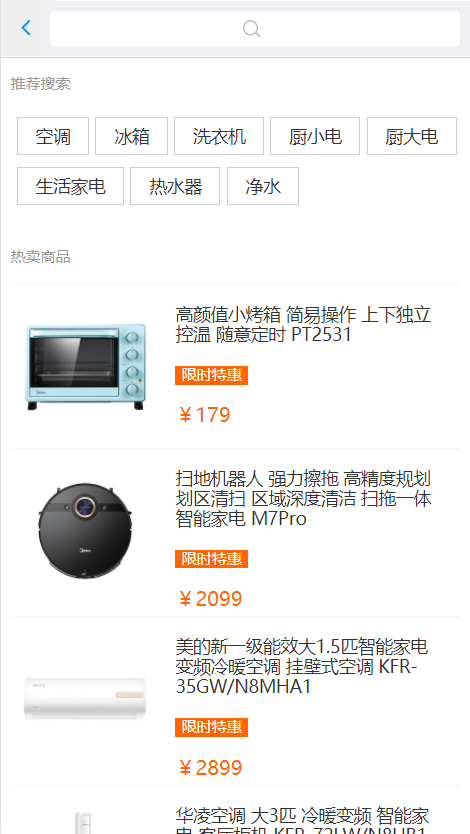 推荐搜索
空调 冰箱 洗衣机 厨小电 厨大电
生活家电 热水器 净水
热卖商品
高颜值小烤箱 简易操作 上下独立
控温 随意定时 PT2531
限时特惠
￥179
扫地机器人 强力擦拖 高精度规划
划区清扫 区域深度清洁 扫拖一体
智能家电 M7Pro
限时特惠
￥2099
美的新一级能效大1.5匹智能家电
变频冷暖空调 挂壁式空调 KFR-
35GW/N8MHA1
限时特惠
￥2899
华凌空调 大3匹 冷暖变频 智能家
电 客厅柜机 KFR-72LW/N8HB1